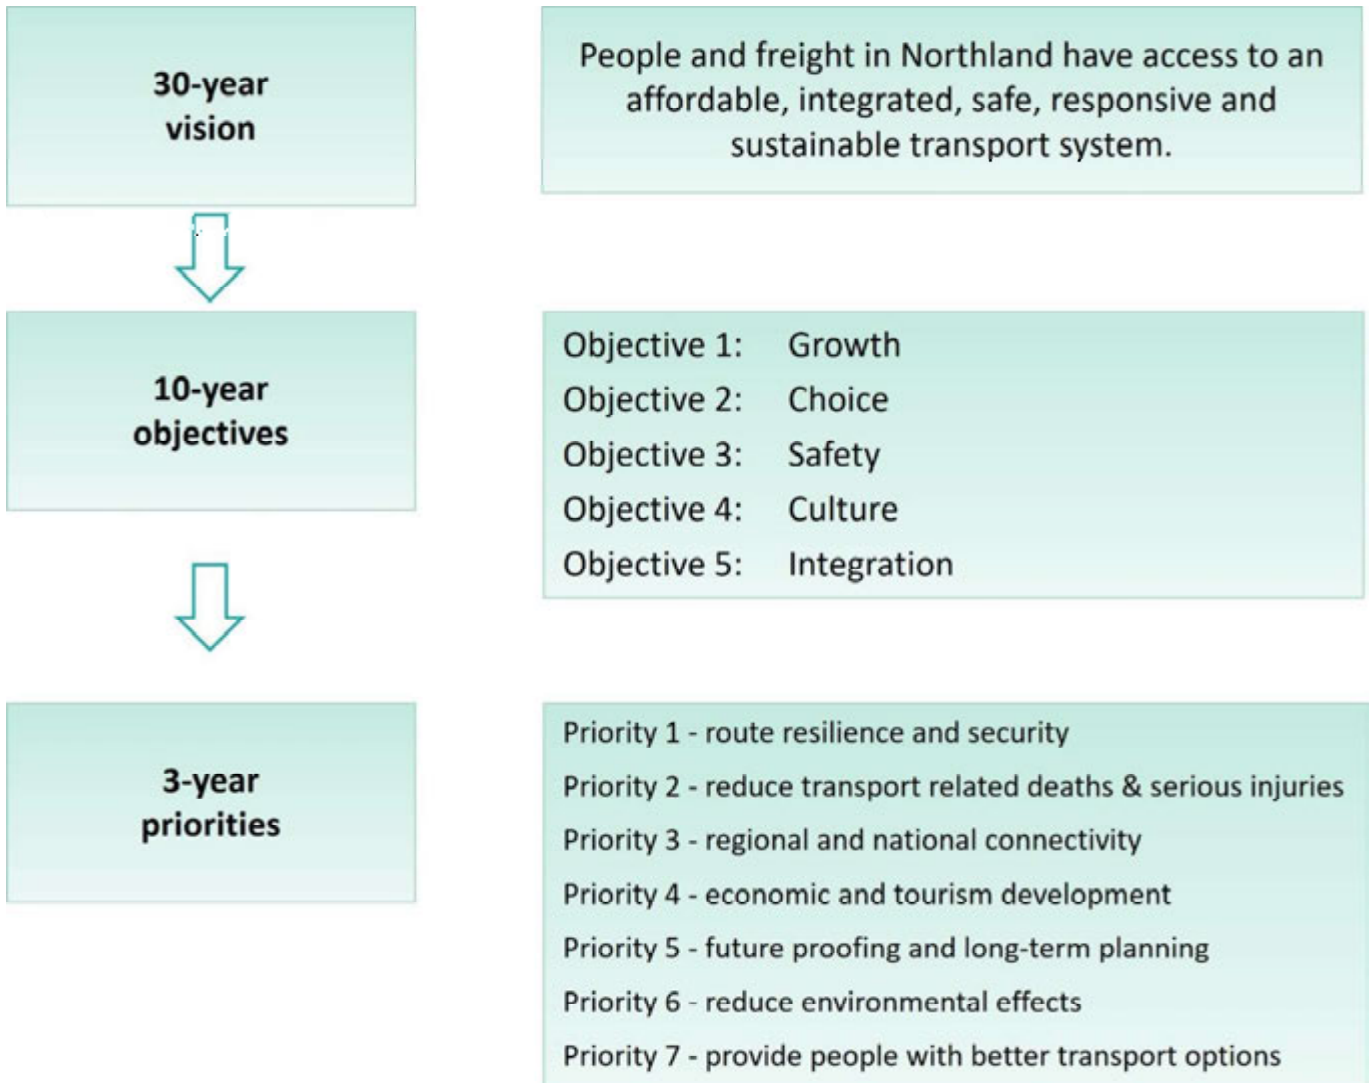 30-year
vision
People and freight in Northland have access to an
affordable, integrated, safe, responsive and
sustainable transport system.
10-year
objectives
Objective 1: Growth
Objective 2: Choice
Objective 3: Safety
Objective 4: Culture
Objective 5: Integration
3-year
priorities
Priority 1 - route resilience and security
Priority 2 - reduce transport related deaths & serious injuries
Priority 3 - regional and national connectivity
Priority 4 - economic and tourism development
Priority 5 - future proofing and long-term planning
Priority 6 - reduce environmental effects
Priority 7 - provide people with better transport options